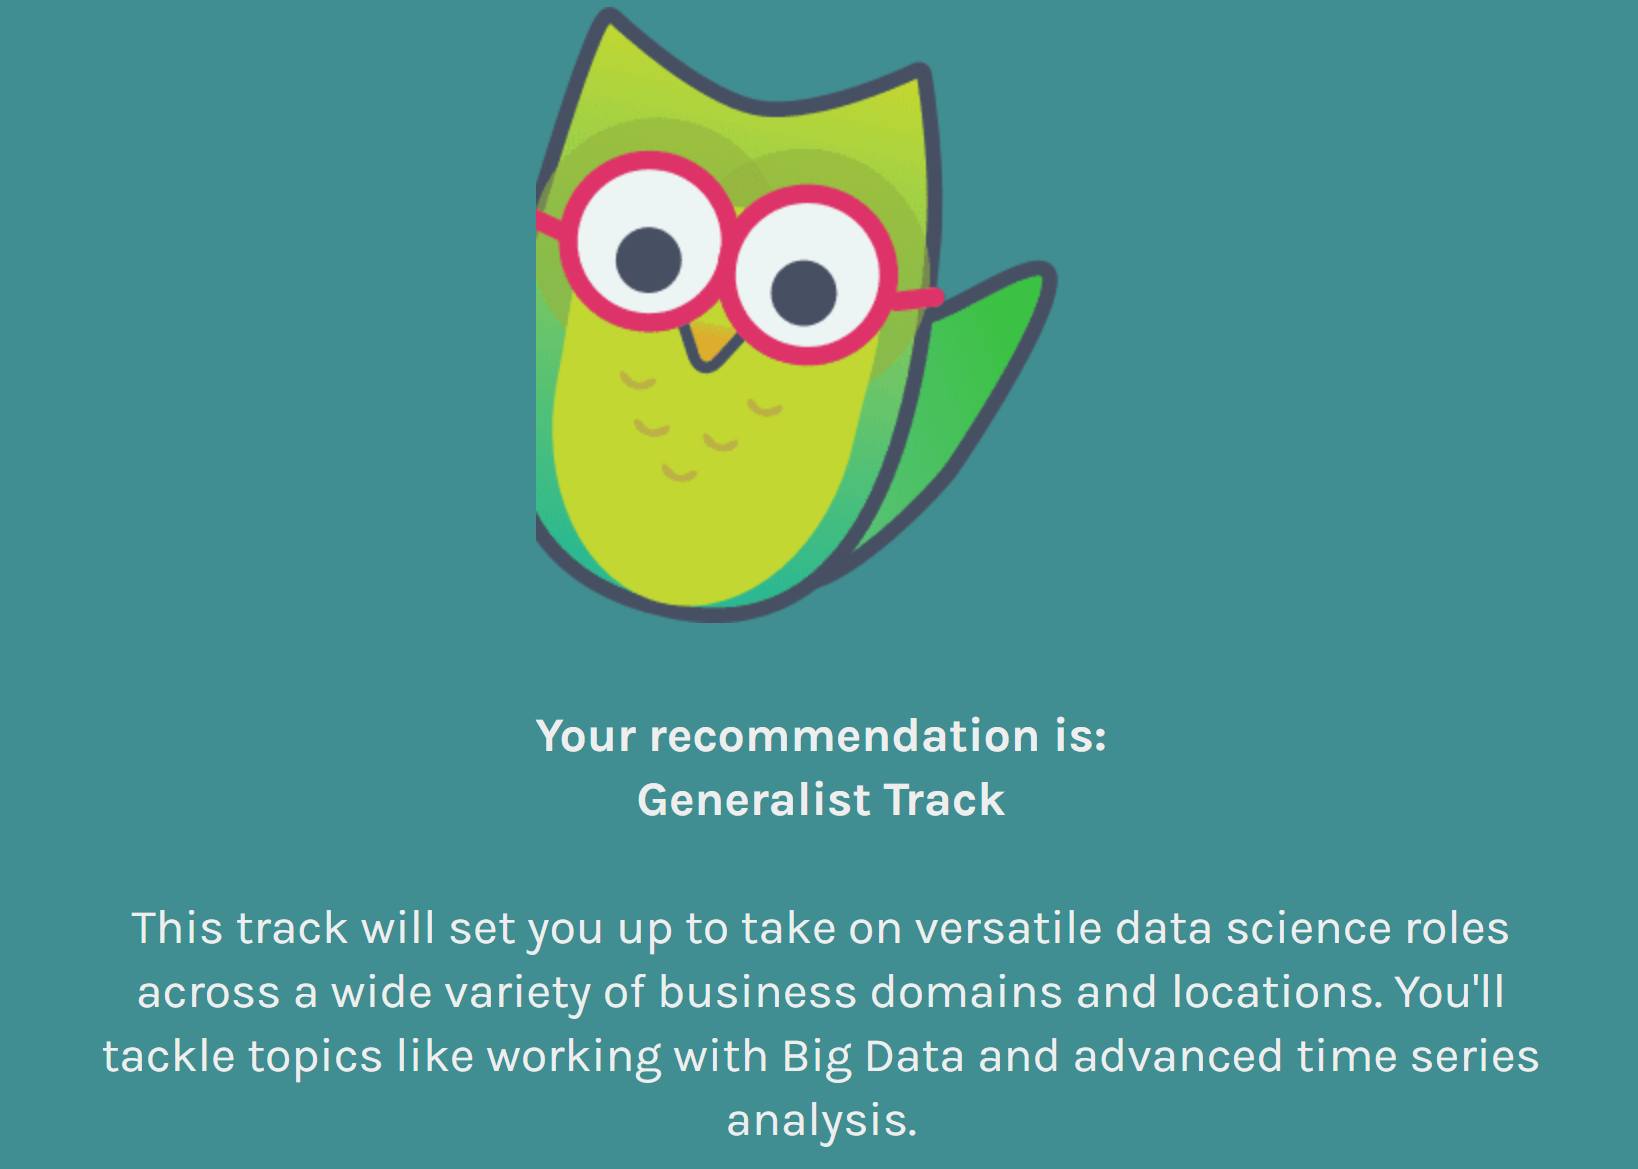 Your recommendation is:
Generalist Track
This track will set you up to take on versatile data science roles
across a wide variety of business domains and locations. You'll
tackle topics like working with Big Data and advanced time series
analysis.